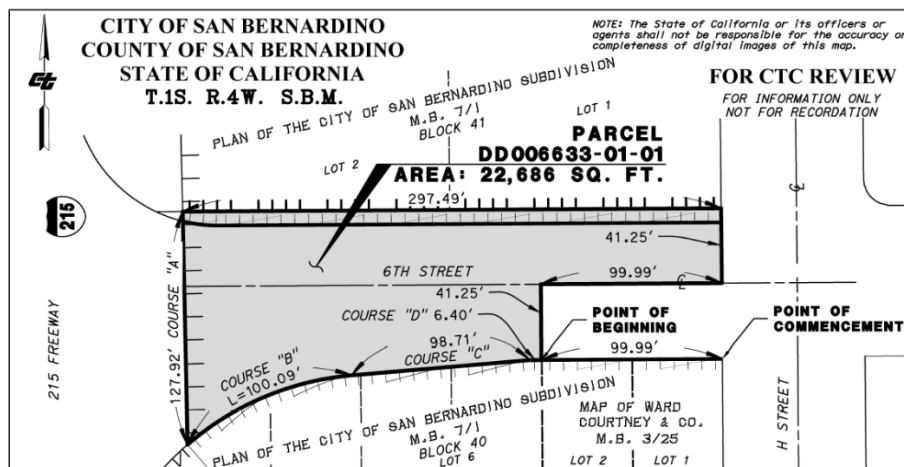 CITY OF SAN BERNARDINO
COUNTY OF SAN BERNARDINO
STATE OF CALIFORNIA
T.1S. R.4W. S.B.M.
NOTE: The State of California or its officers or
agents shall not be responsible for the accuracy or
completeness of digital images of this map.
FOR CTC REVIEW
FOR INFORMATION ONLY
NOT FOR RECORDATION
PLAN OF THE CITY OF SAN BERNARDINO SUBDIVISION
M.B. 7/1
BLOCK 41
LOT 1
LOT 2
PARCEL
DD006633-01-01
AREA: 22,686 SQ. FT.
297.49'
215
41.25'
6TH STREET
99.99'
℄
℄
41.25'
COURSE "D" 6.40'
POINT OF
BEGINNING
POINT OF
COMMENCEMENT
98.71'
COURSE "C"
99.99'
127.92' COURSE "A"
215 FREEWAY
COURSE "B"
L=100.09'
H STREET
PLAN OF THE CITY OF SAN BERNARDINO SUBDIVISION
M.B. 7/1
BLOCK 40
LOT 6
MAP OF WARD
COURTNEY & CO.
M.B. 3/25
LOT 2
LOT 1